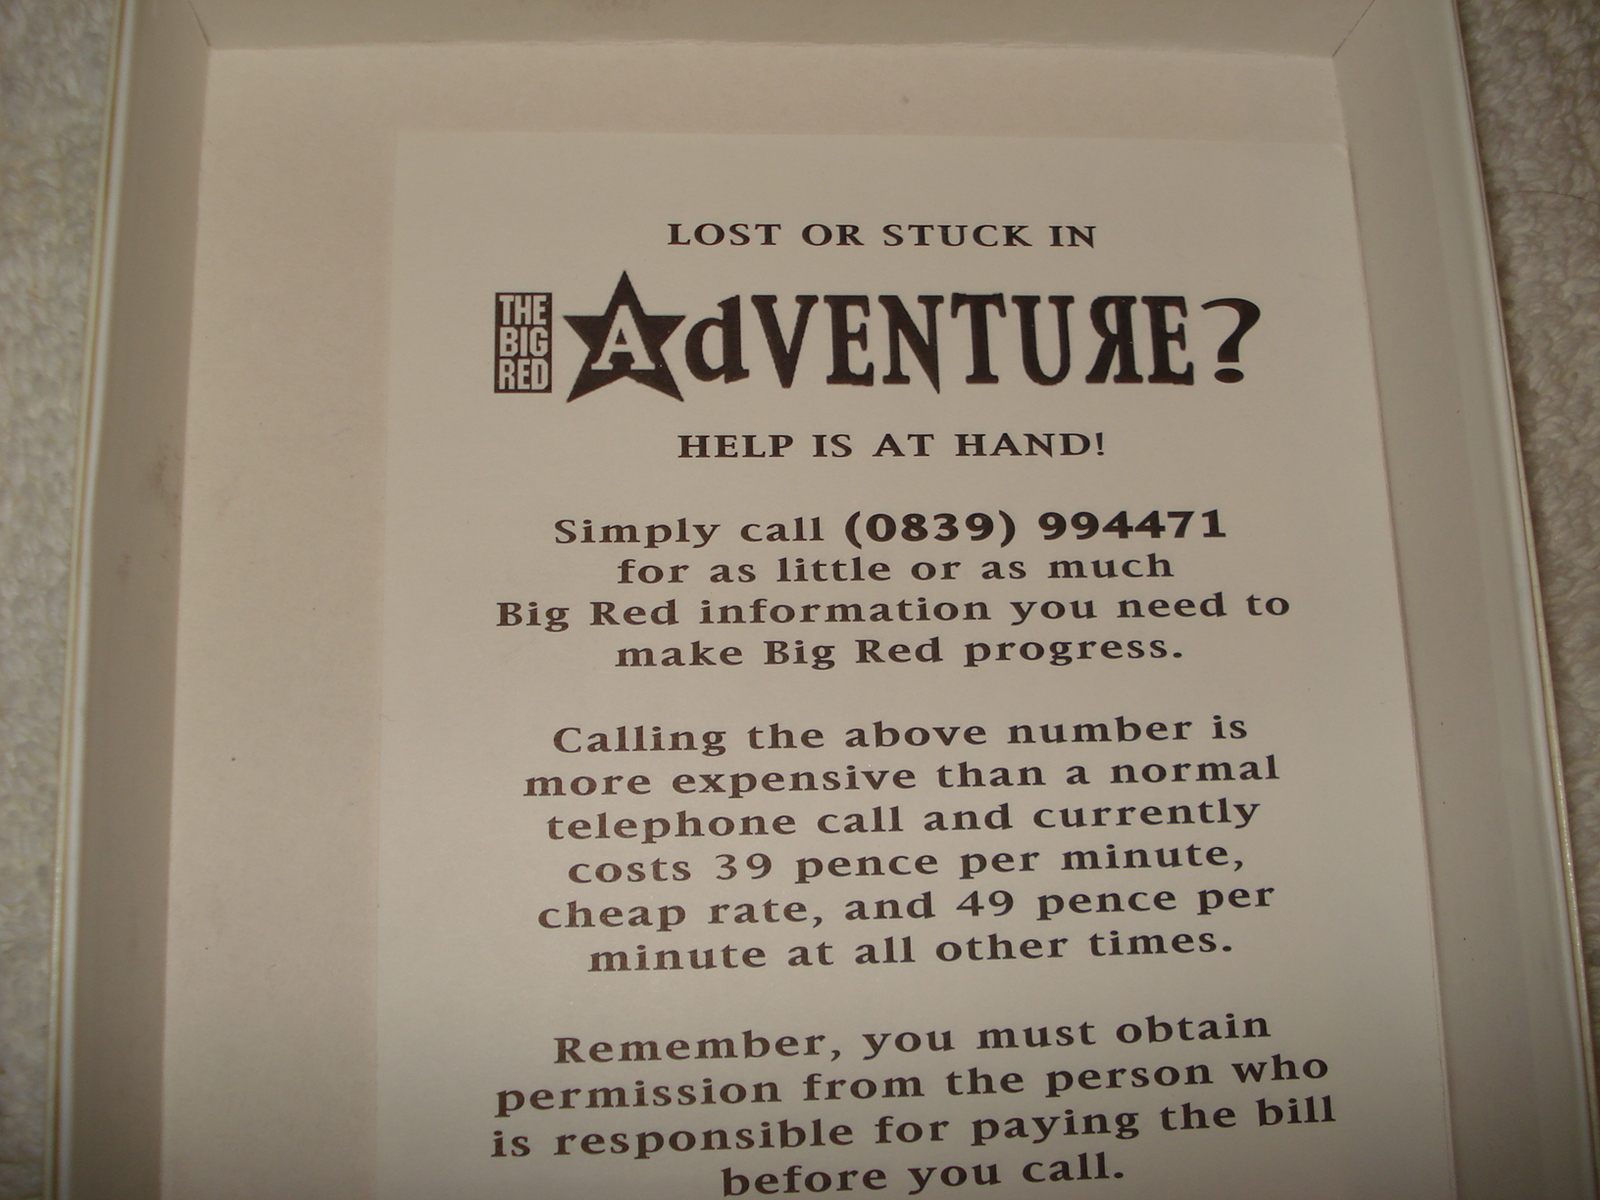 LOST OR STUCK IN
THE BIG RED AdVENTURE?
HELP IS AT HAND!
Simply call (0839) 994471
for as little or as much
Big Red information you need to
make Big Red progress.
Calling the above number is
more expensive than a normal
telephone call and currently
costs 39 pence per minute,
cheap rate, and 49 pence per
minute at all other times.
Remember, you must obtain
permission from the person who
is responsible for paying the bill
before you call.